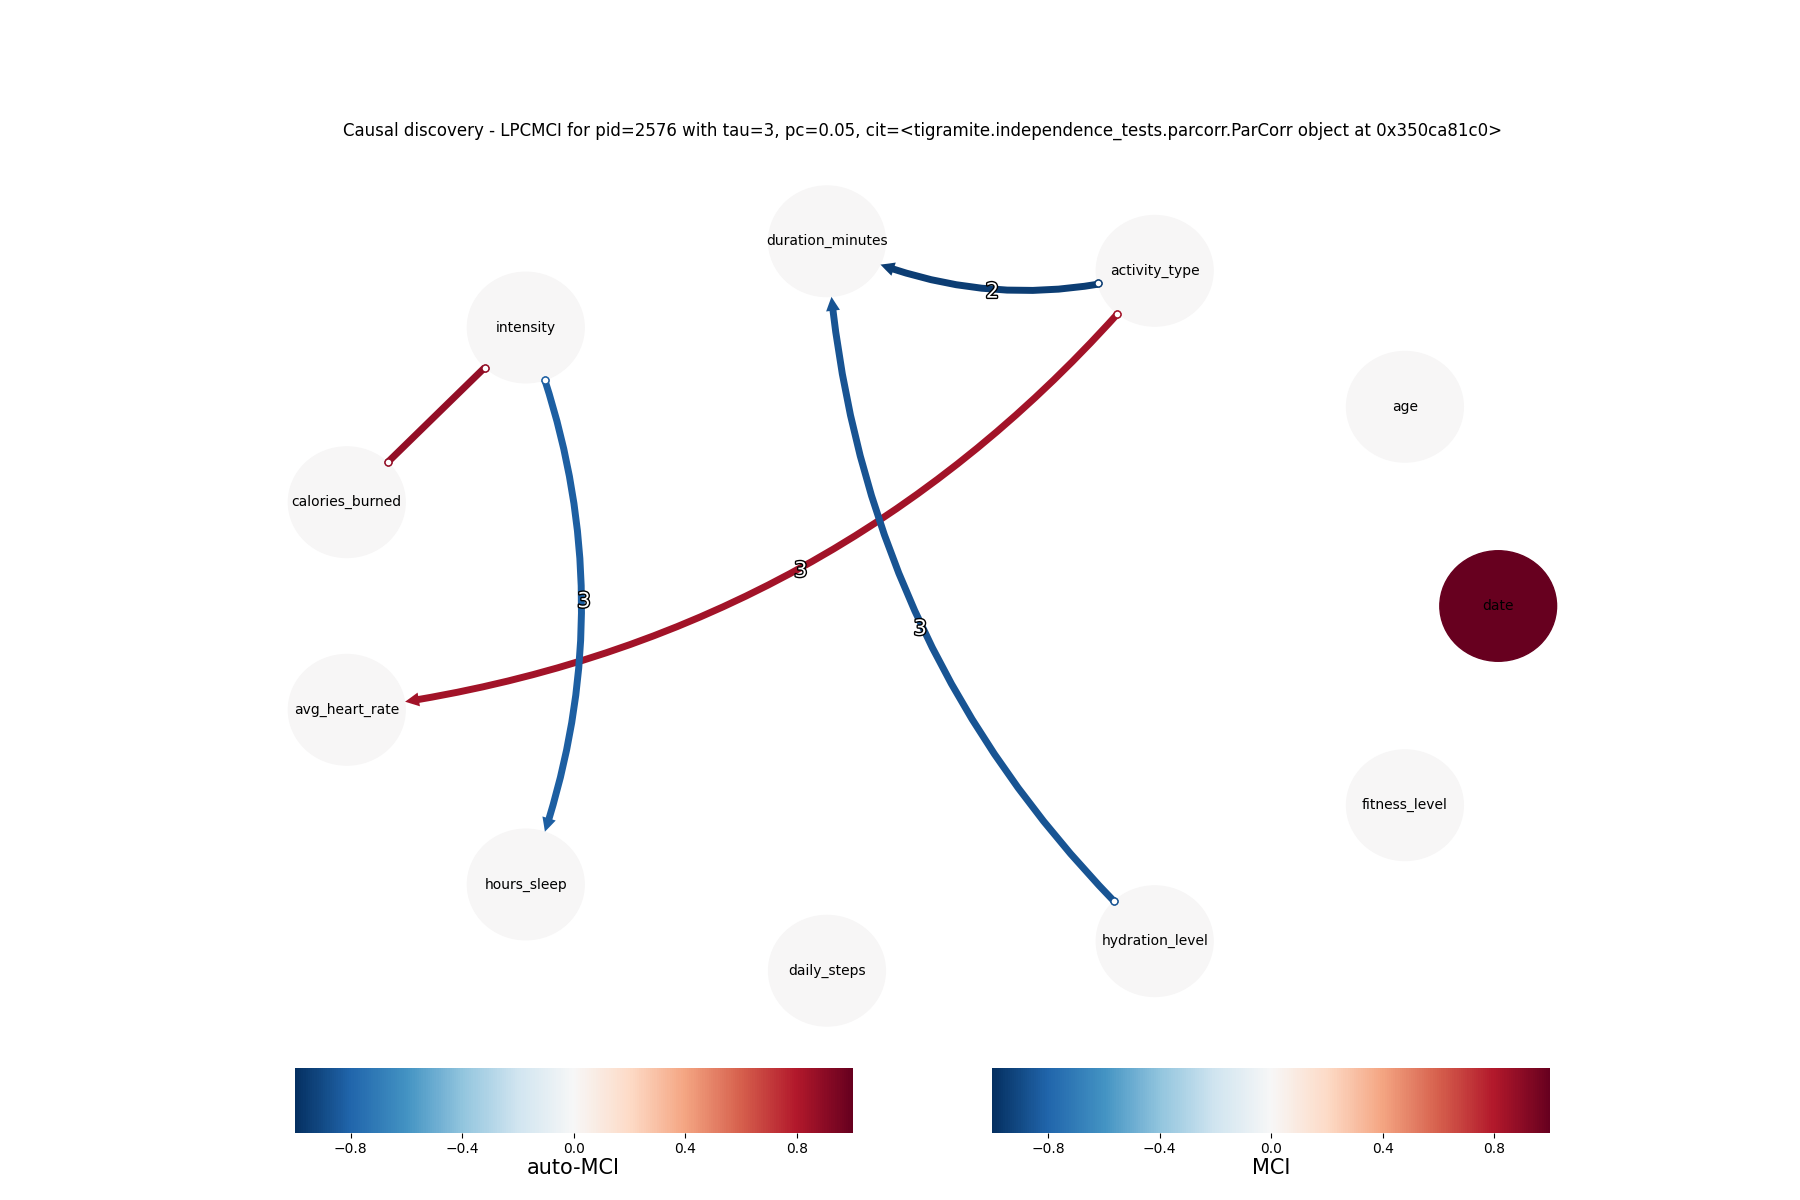 Causal discovery - LPCMCI for pid=2576 with tau=3, pc=0.05, cit=<tigramite.independence_tests.parcorr.ParCorr object at 0x350ca81c0>
duration_minutes
activity_type
2
intensity
age
calories_burned
3
3
date
3
avg_heart_rate
fitness_level
hours_sleep
hydration_level
daily_steps
−0.8 −0.4 0.0 0.4 0.8
auto-MCI
−0.8 −0.4 0.0 0.4 0.8
MCI